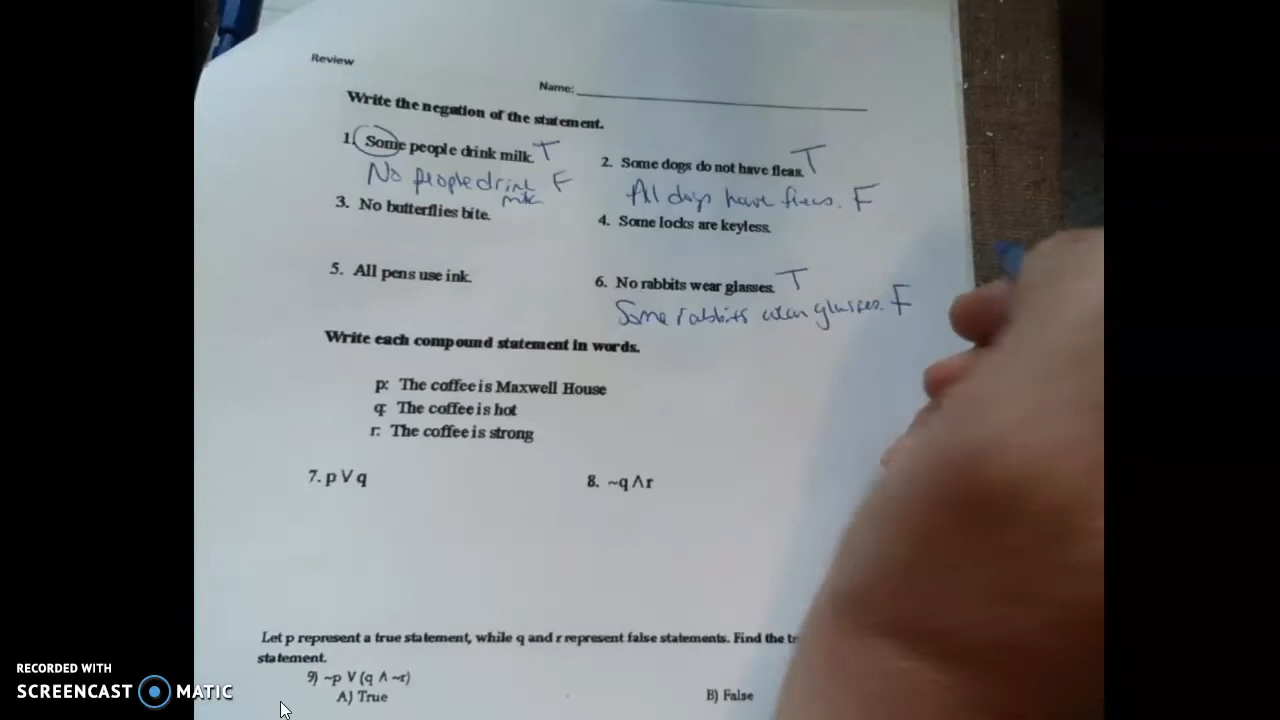 Review
Name:
Write the negation of the statement.
1. Some people drink milk. T
No people drink milk F
2. Some dogs do not have fleas. T
All dogs have fleas. F
3. No butterflies bite.
4. Some locks are keyless.
5. All pens use ink.
6. No rabbits wear glasses. T
Some rabbits wear glasses. F
Write each compound statement in words.
p: The coffee is Maxwell House
q: The coffee is hot
r: The coffee is strong
7. p V q
8. ~q Λ r
Let p represent a true statement, while q and r represent false statements. Find the
statement.
9) ~p V (q Λ ~r)
A) True
B) False
RECORDED WITH
SCREENCAST MATIC